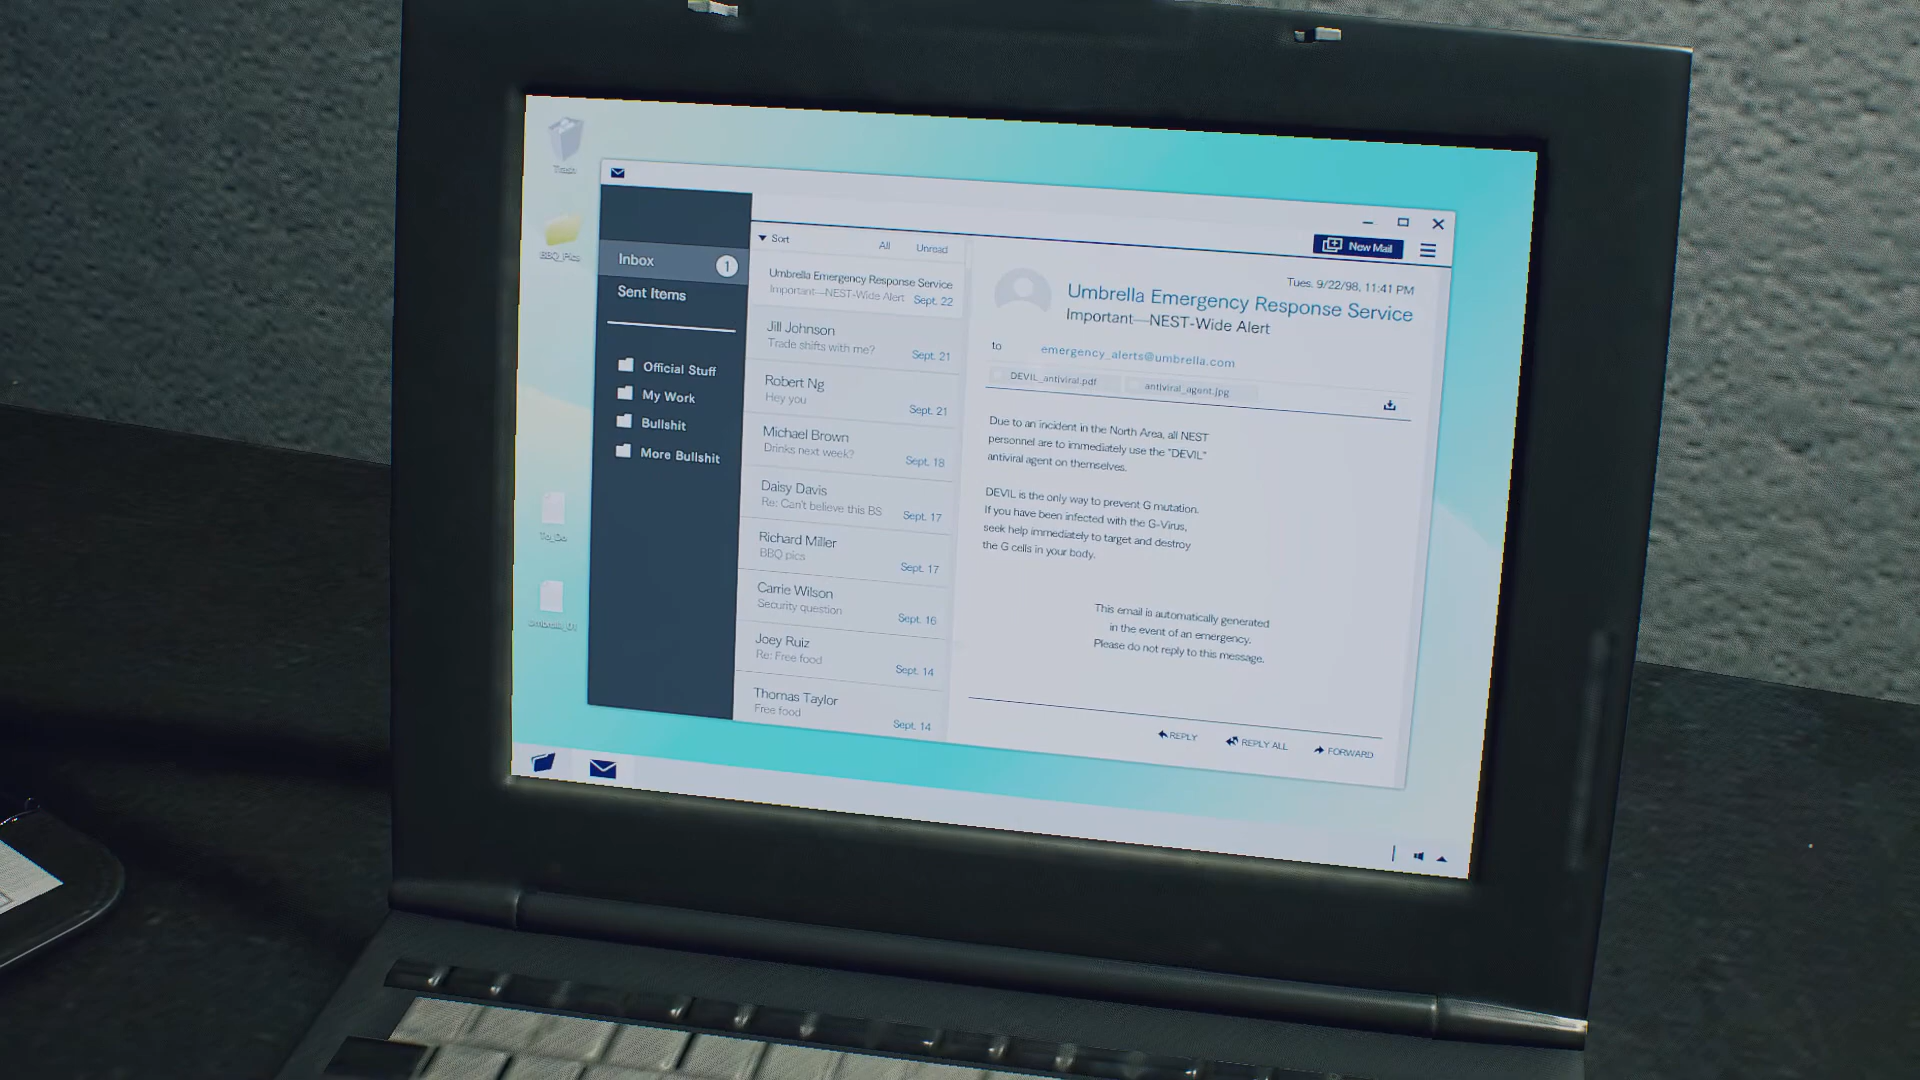 Trash
BBQ_Pics
To_Do
Inbox
1
Sent Items
Official Stuff
My Work
Bullshit
More Bullshit
Sort
All
Unread
Umbrella Emergency Response Service
Important—NEST-Wide Alert
Sept. 22
Jill Johnson
Trade shifts with me?
Sept. 21
Robert Ng
Hey you
Sept. 21
Michael Brown
Drinks next week?
Sept. 18
Daisy Davis
Re: Can't believe this BS
Sept. 17
Richard Miller
BBQ pics
Sept. 17
Carrie Wilson
Security question
Sept. 16
Joey Ruiz
Re: Free food
Sept. 14
Thomas Taylor
Free food
Sept. 14
New Mail
Tues. 9/22/98, 11:41 PM
Umbrella Emergency Response Service
Important—NEST-Wide Alert
to emergency_alerts@umbrella.com
DEVIL_antiviral.pdf
antiviral_agent.jpg
Due to an incident in the North Area, all NEST
personnel are to immediately use the "DEVIL"
antiviral agent on themselves.
DEVIL is the only way to prevent G mutation.
If you have been infected with the G-Virus,
seek help immediately to target and destroy
the G cells in your body.
This email is automatically generated
in the event of an emergency.
Please do not reply to this message.
REPLY
REPLY ALL
FORWARD